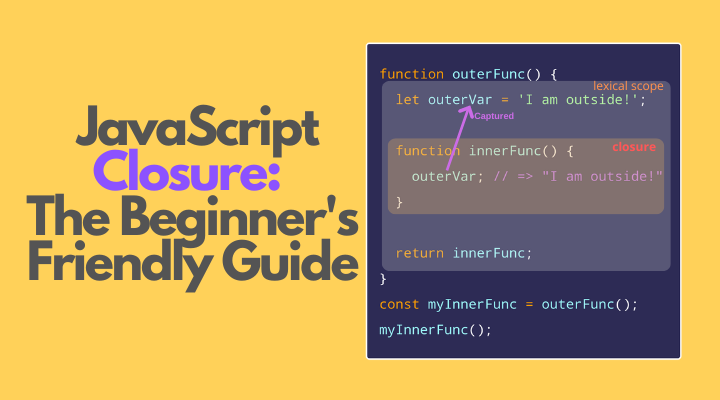 JavaScript
Closure:
The Beginner's
Friendly Guide
function outerFunc() {
lexical scope
let outerVar = 'I am outside!';
Captured
function innerFunc() {
closure
outerVar; // => "I am outside!"
}
return innerFunc;
}
const myInnerFunc = outerFunc();
myInnerFunc();